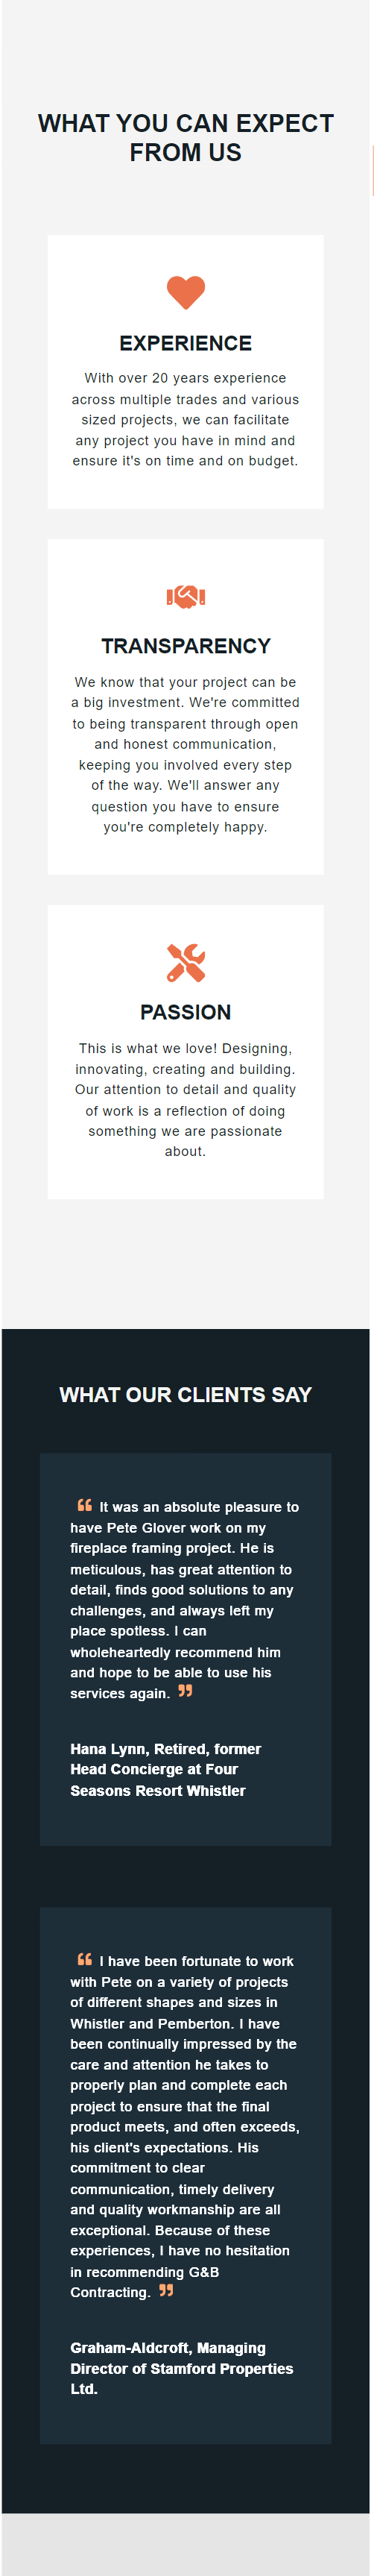 WHAT YOU CAN EXPECT
FROM US
EXPERIENCE
With over 20 years experience
across multiple trades and various
sized projects, we can facilitate
any project you have in mind and
ensure it's on time and on budget.
TRANSPARENCY
We know that your project can be
a big investment. We're committed
to being transparent through open
and honest communication,
keeping you involved every step
of the way. We'll answer any
question you have to ensure
you're completely happy.
PASSION
This is what we love! Designing,
innovating, creating and building.
Our attention to detail and quality
of work is a reflection of doing
something we are passionate
about.
WHAT OUR CLIENTS SAY
“ It was an absolute pleasure to
have Pete Glover work on my
fireplace framing project. He is
meticulous, has great attention to
detail, finds good solutions to any
challenges, and always left my
place spotless. I can
wholeheartedly recommend him
and hope to be able to use his
services again. ”
Hana Lynn, Retired, former
Head Concierge at Four
Seasons Resort Whistler
“ I have been fortunate to work
with Pete on a variety of projects
of different shapes and sizes in
Whistler and Pemberton. I have
been continually impressed by the
care and attention he takes to
properly plan and complete each
project to ensure that the final
product meets, and often exceeds,
his client's expectations. His
commitment to clear
communication, timely delivery
and quality workmanship are all
exceptional. Because of these
experiences, I have no hesitation
in recommending G&B
Contracting. ”
Graham-Aldcroft, Managing
Director of Stamford Properties
Ltd.